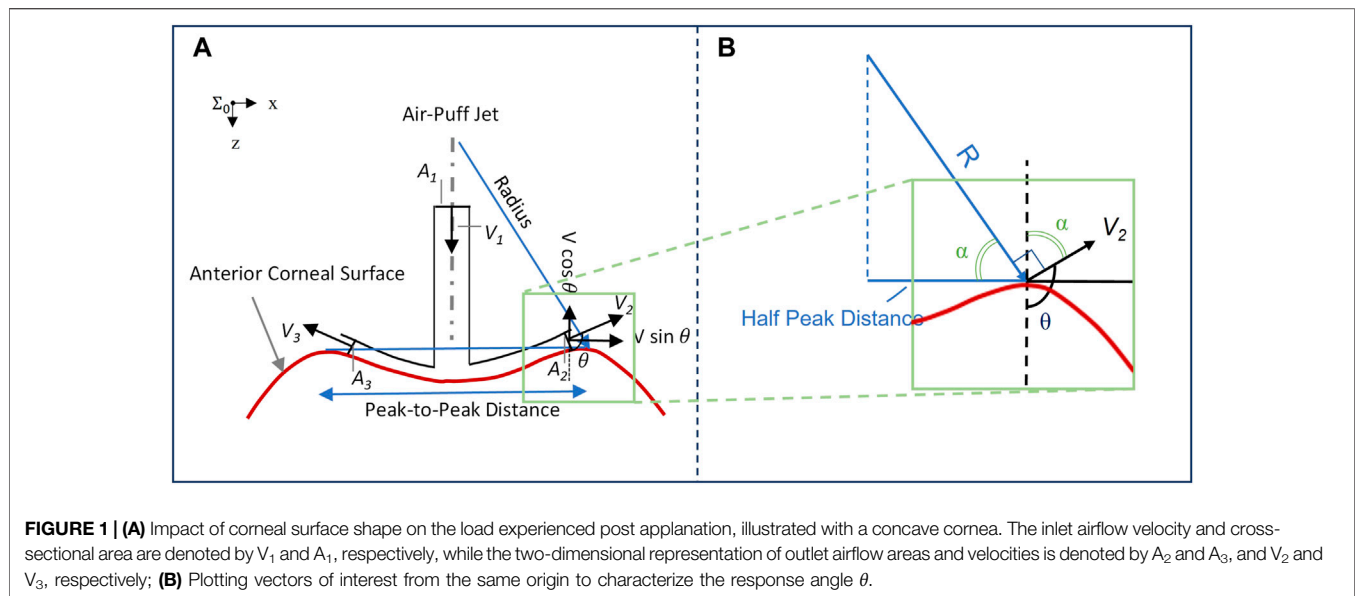 A
B
Σ0 x
z
Air-Puff Jet
A1
V1
Radius
V cos θ
Anterior Corneal Surface
V3
V2
V sin θ
A3
A2
θ
Peak-to-Peak Distance
R
α
α
V2
Half Peak Distance
θ
FIGURE 1 | (A) Impact of corneal surface shape on the load experienced post applanation, illustrated with a concave cornea. The inlet airflow velocity and cross-
sectional area are denoted by V1 and A1, respectively, while the two-dimensional representation of outlet airflow areas and velocities is denoted by A2 and A3, and V2 and
V3, respectively; (B) Plotting vectors of interest from the same origin to characterize the response angle θ.